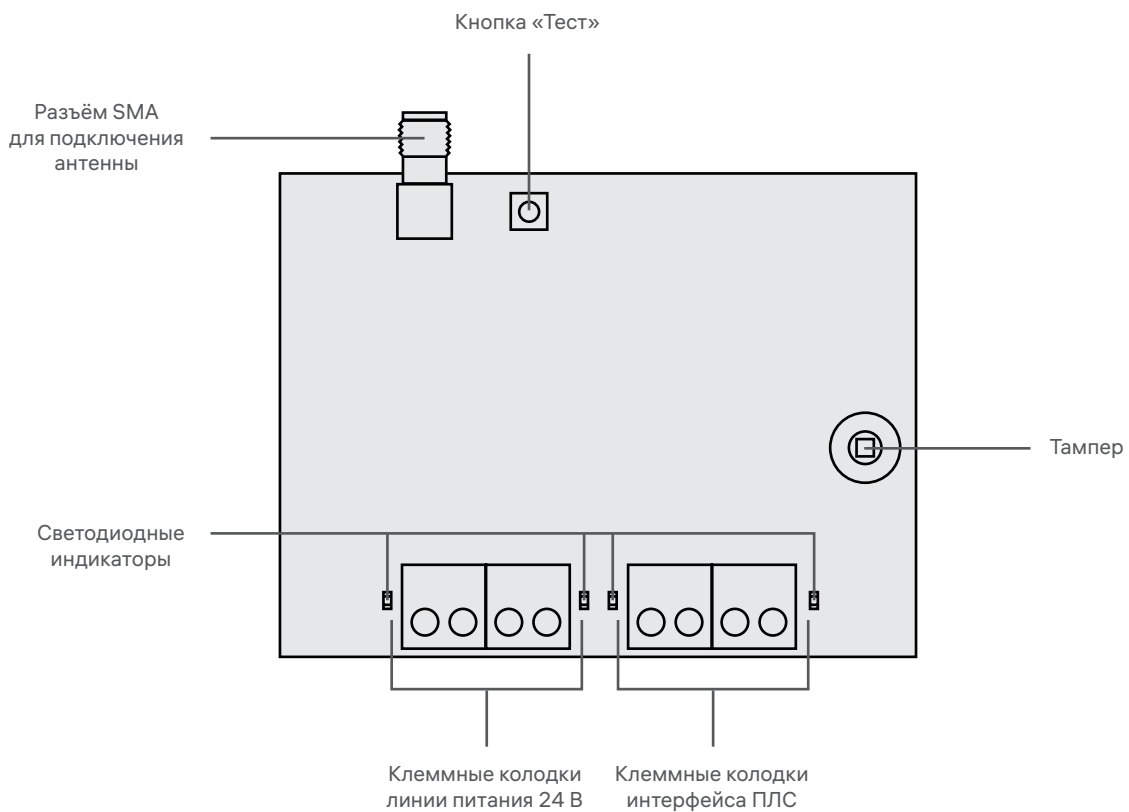 Кнопка «Тест»
Разъём SMA
для подключения
антенны
Тампер
Светодиодные
индикаторы
Клеммные колодки
линии питания 24 В
Клеммные колодки
интерфейса ПЛС